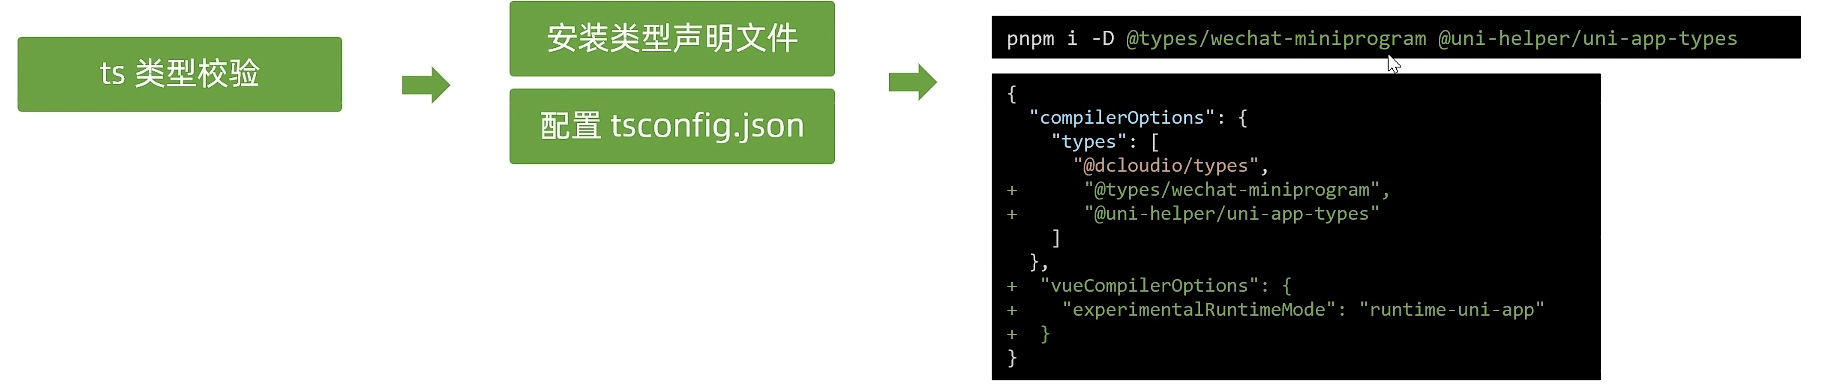 ts 类型校验
安装类型声明文件
配置 tsconfig.json
pnpm i -D @types/wechat-miniprogram @uni-helper/uni-app-types
{
  "compilerOptions": {
    "types": [
      "@dcloudio/types",
+      "@types/wechat-miniprogram",
+      "@uni-helper/uni-app-types"
    ]
  },
+  "vueCompilerOptions": {
+    "experimentalRuntimeMode": "runtime-uni-app"
+  }
}